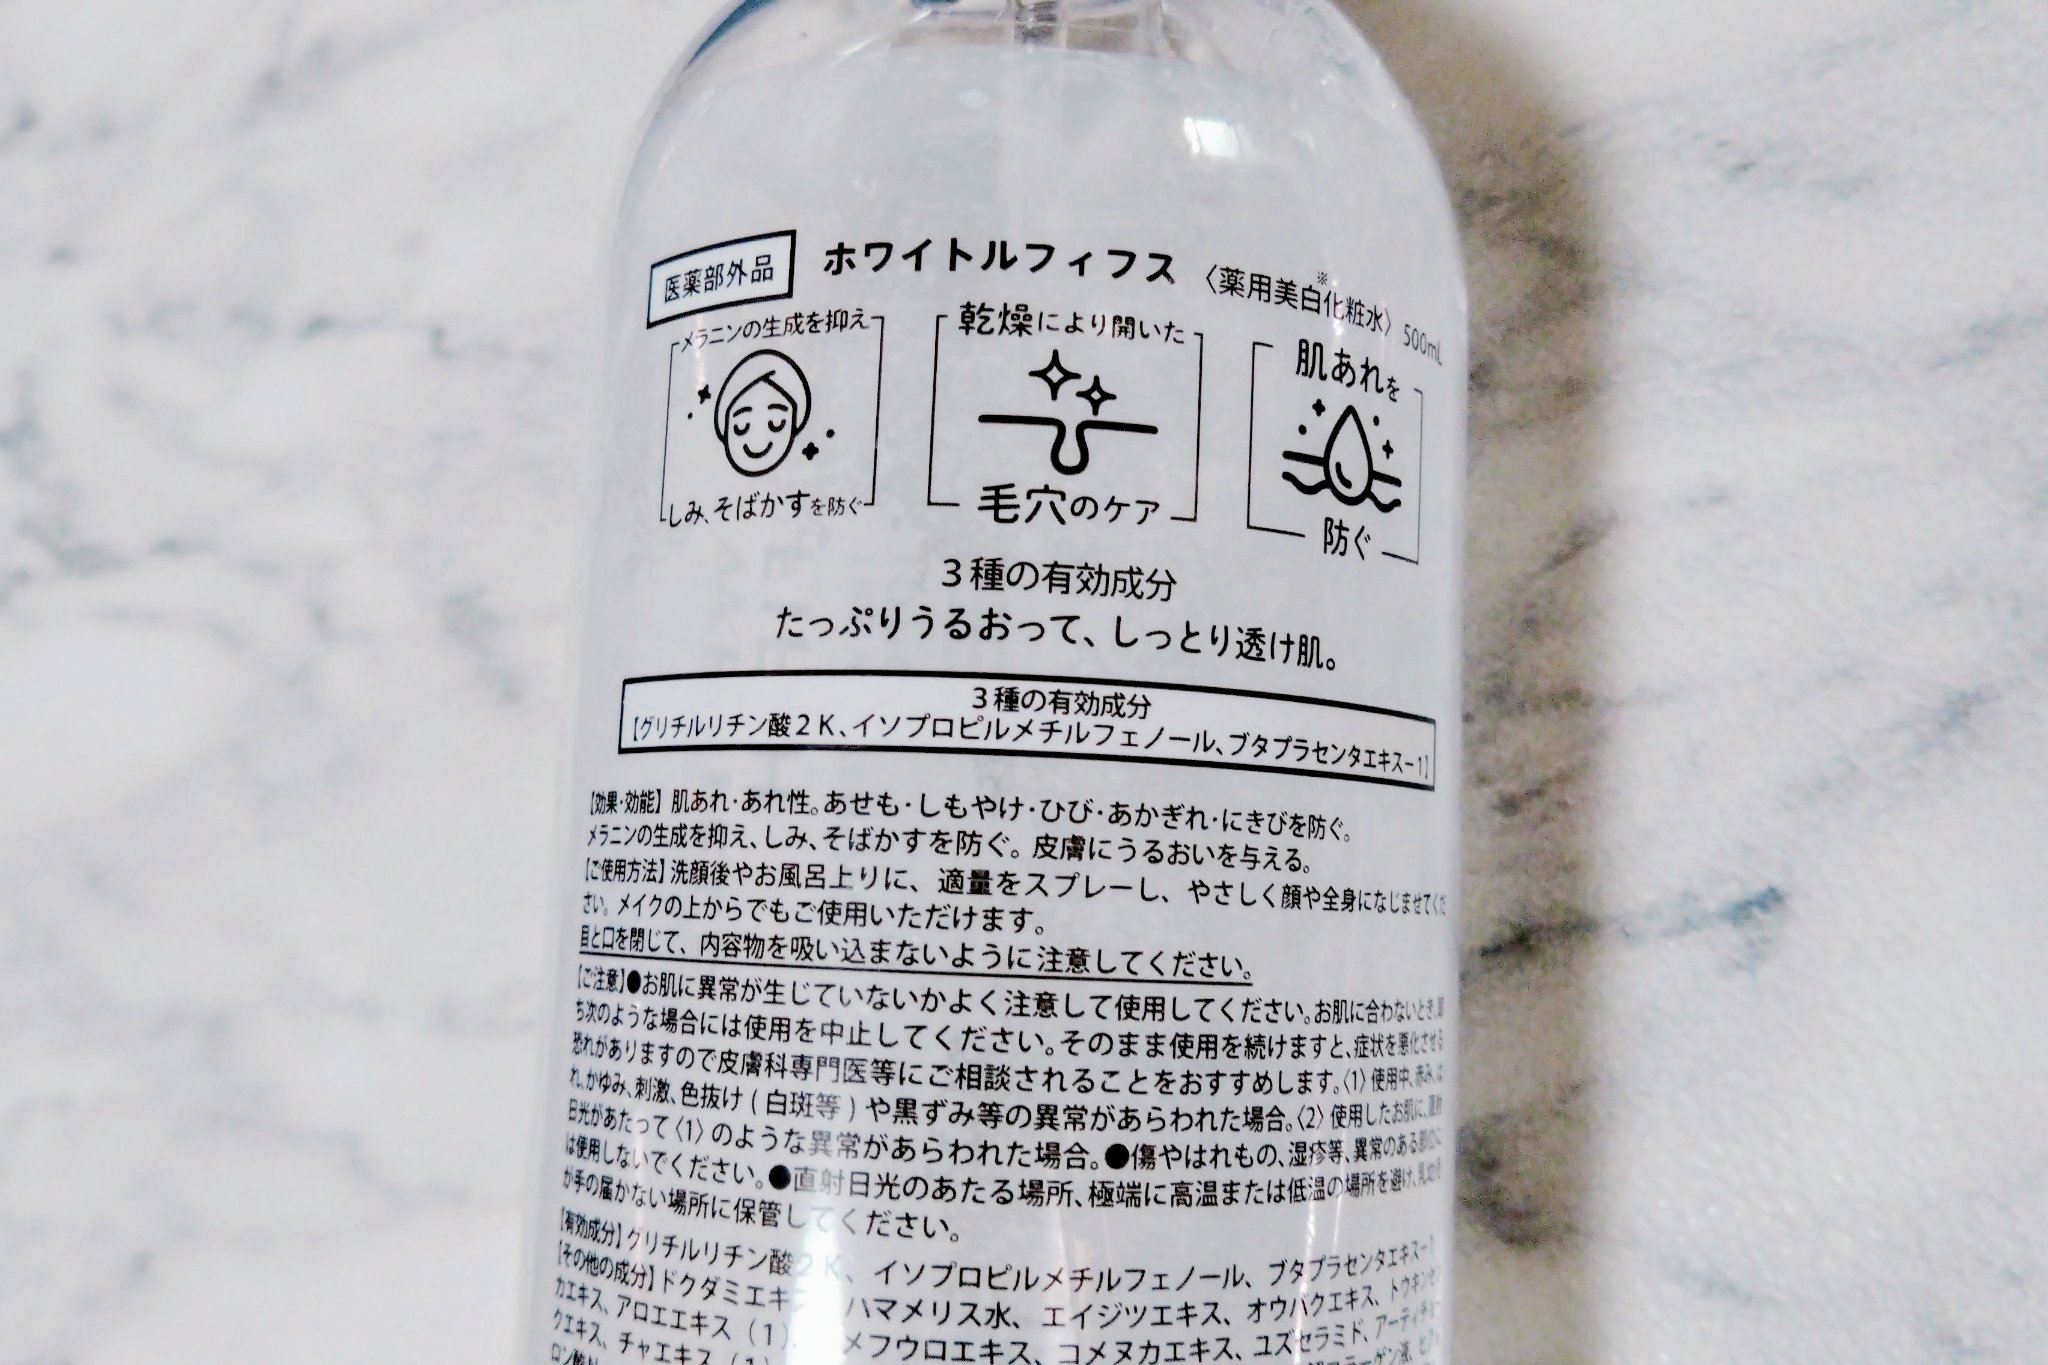 医薬部外品 ホワイトルフィフス 〈薬用美白※化粧水〉 500mL
メラニンの生成を抑え
しみ、そばかすを防ぐ
乾燥により開いた
毛穴のケア
肌あれを
防ぐ
3種の有効成分
たっぷりうるおって、しっとり透け肌。
3種の有効成分
【グリチルリチン酸2K、イソプロピルメチルフェノール、ブタプラセンタエキス-1】
【効果・効能】肌あれ・あれ性。あせも・しもやけ・ひび・あかぎれ・にきびを防ぐ。
メラニンの生成を抑え、しみ、そばかすを防ぐ。皮膚にうるおいを与える。
【ご使用方法】洗顔後やお風呂上りに、適量をスプレーし、やさしく顔や全身になじませてくだ
さい。メイクの上からでもご使用いただけます。
目と口を閉じて、内容物を吸い込まないように注意してください。
【ご注意】●お肌に異常が生じていないかよく注意して使用してください。お肌に合わないとき、即
ち次のような場合には使用を中止してください。そのまま使用を続けますと、症状を悪化させる
恐れがありますので皮膚科専門医等にご相談されることをおすすめします。〈1〉使用中、赤み、は
れ、かゆみ、刺激、色抜け(白斑等)や黒ずみ等の異常があらわれた場合。〈2〉使用したお肌に、直射
日光があたって〈1〉のような異常があらわれた場合。●傷やはれもの、湿疹等、異常のある部位に
は使用しないでください。●直射日光のあたる場所、極端に高温または低温の場所を避け、乳幼児
が手の届かない場所に保管してください。
【有効成分】グリチルリチン酸2K、イソプロピルメチルフェノール、ブタプラセンタエキス-1
【その他の成分】ドクダミエキ ハマメリス水、エイジツエキス、オウバクエキス、トウキンセ
カエキス、アロエエキス(1) メフウロエキス、コメヌカエキス、ユズセラミド、アーティチョ
クエキス、チャエキス(1)